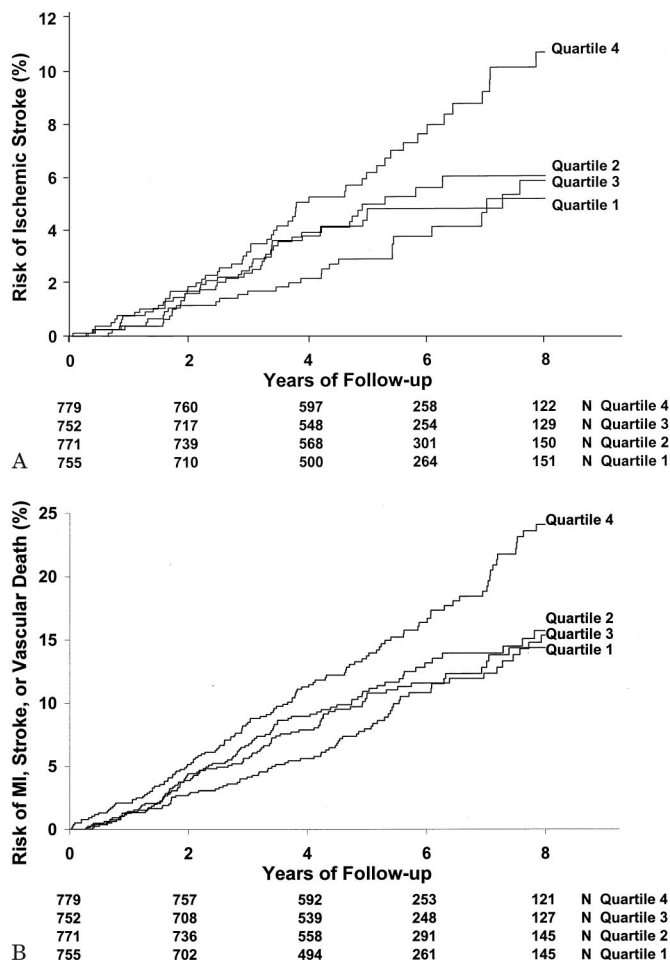 Risk of Ischemic Stroke (%)
12
10
8
6
4
2
0
Quartile 4
Quartile 2
Quartile 3
Quartile 1
0 2 4 6 8
Years of Follow-up
779 760 597 258 122 N Quartile 4
752 717 548 254 129 N Quartile 3
771 739 568 301 150 N Quartile 2
755 710 500 264 151 N Quartile 1
A
Risk of MI, Stroke, or Vascular Death (%)
25
20
15
10
5
0
Quartile 4
Quartile 2
Quartile 3
Quartile 1
0 2 4 6 8
Years of Follow-up
779 757 592 253 121 N Quartile 4
752 708 539 248 127 N Quartile 3
771 736 558 291 145 N Quartile 2
755 702 494 261 145 N Quartile 1
B